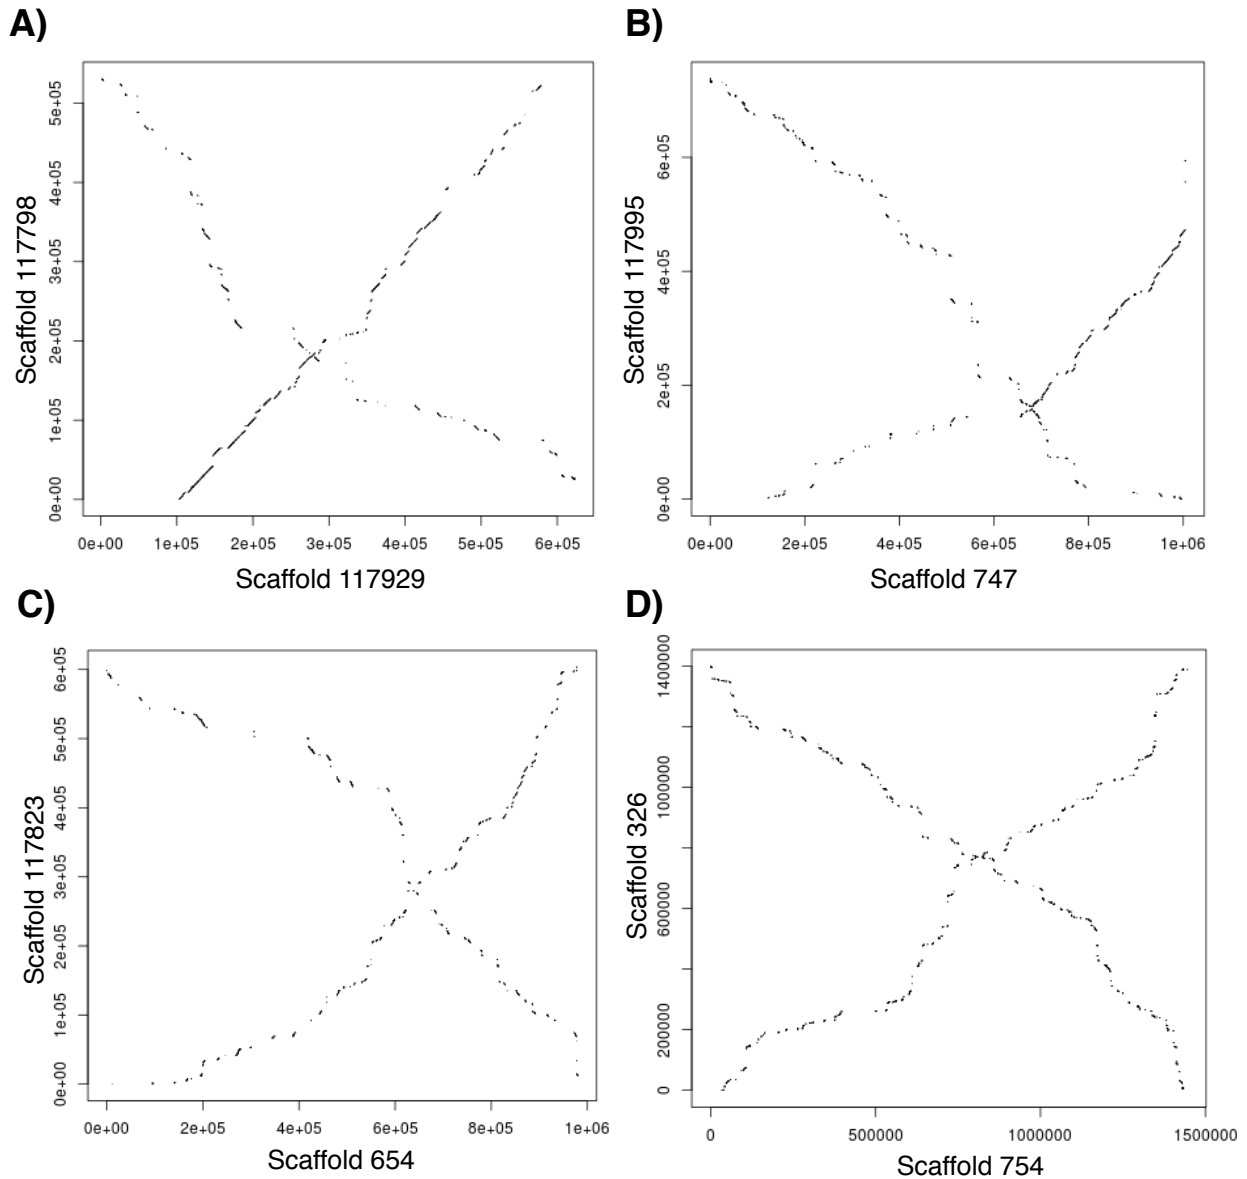 A)
B)
Scaffold 117798
0e+00 1e+05 2e+05 3e+05 4e+05 5e+05
0e+00 1e+05 2e+05 3e+05 4e+05 5e+05 6e+05
Scaffold 117929
Scaffold 117995
0e+00 2e+05 4e+05 6e+05
0e+00 2e+05 4e+05 6e+05 8e+05 1e+06
Scaffold 747
C)
D)
Scaffold 117823
0e+00 1e+05 2e+05 3e+05 4e+05 5e+05 6e+05
0e+00 2e+05 4e+05 6e+05 8e+05 1e+06
Scaffold 654
Scaffold 326
0 200000 600000 1000000 1400000
0 500000 1000000 1500000
Scaffold 754